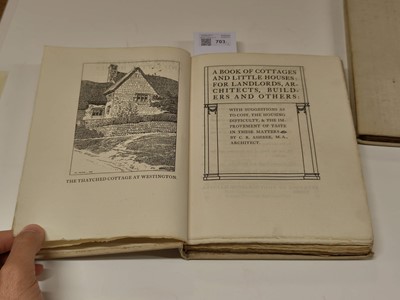 703
A BOOK OF COTTAGES
AND LITTLE HOUSES:
FOR LANDLORDS, AR-
CHITECTS, BUILD-
ERS AND OTHERS:
WITH SUGGESTIONS AS
TO COST, THE HOUSING
DIFFICULTY, & THE IM-
PROVEMENT OF TASTE
IN THESE MATTERS
BY C. R. ASHBEE, M.A.,
ARCHITECT
THE THATCHED COTTAGE AT WESTINGTON